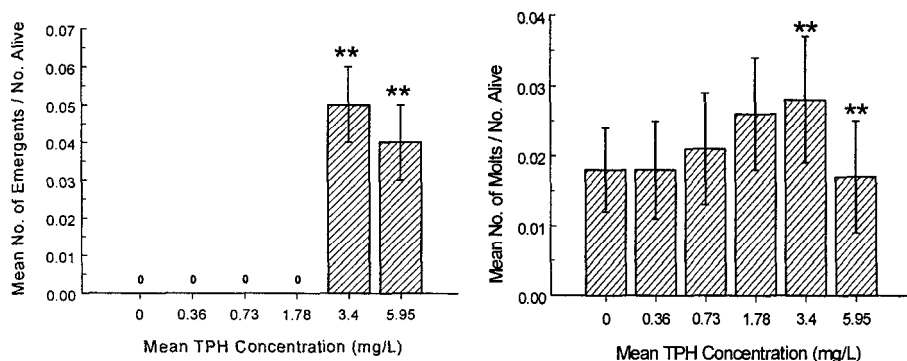 Mean No. of Emergents / No. Alive
0.07
0.06
0.05
0.04
0.03
0.02
0.01
0.00
**
**
0 0 0 0
0 0.36 0.73 1.78 3.4 5.95
Mean TPH Concentration (mg/L)
Mean No. of Molts / No. Alive
0.04
0.03
0.02
0.01
0.00
**
**
0 0.36 0.73 1.78 3.4 5.95
Mean TPH Concentration (mg/L)